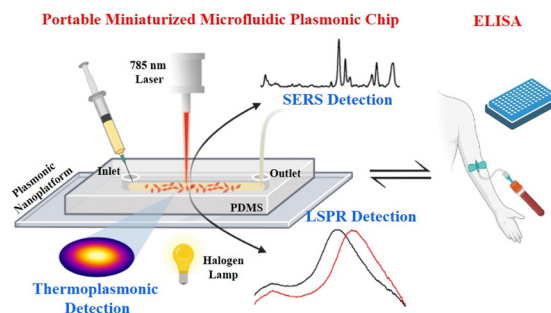 Portable Miniaturized Microfluidic Plasmonic Chip
ELISA
785 nm
Laser
SERS Detection
Inlet
Outlet
Plasmonic
Nanoplatform
PDMS
LSPR Detection
Halogen
Lamp
Thermoplasmonic
Detection